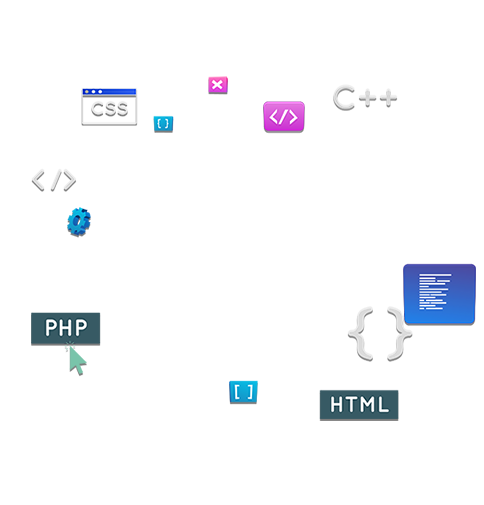 CSS
C++
[ ]
</>
</>
PHP
{ }
[ ]
HTML